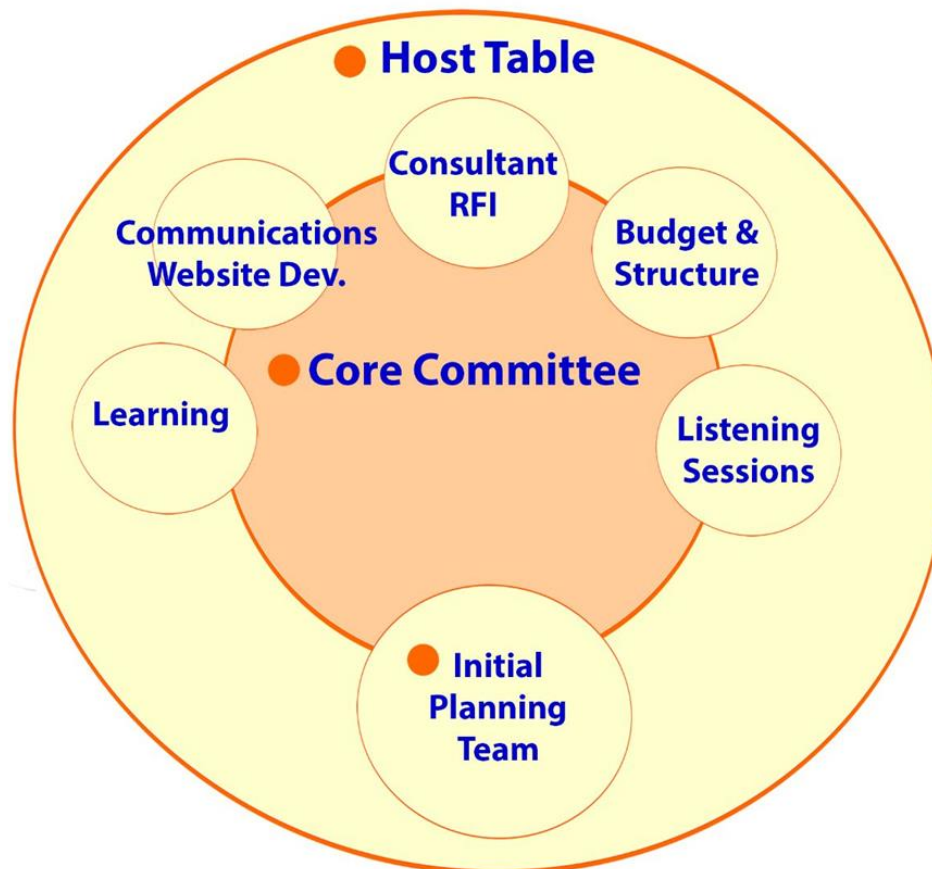 Host Table
Consultant
RFI
Communications
Website Dev.
Budget &
Structure
Core Committee
Learning
Listening
Sessions
Initial
Planning
Team